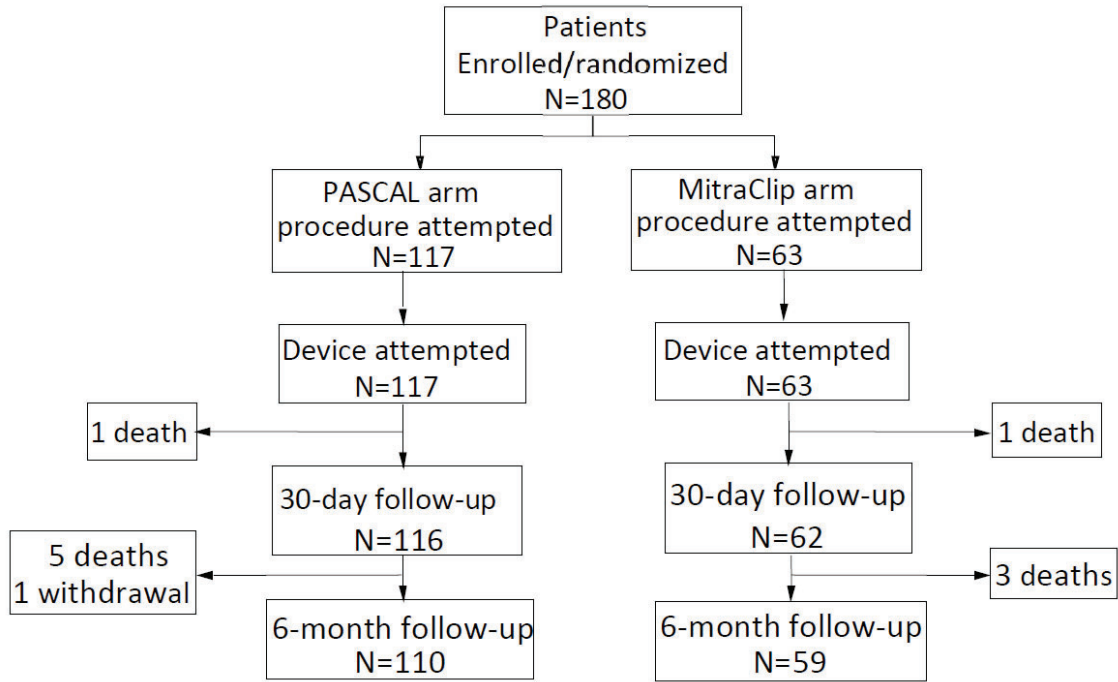 Patients
Enrolled/randomized
N=180
PASCAL arm
procedure attempted
N=117
MitraClip arm
procedure attempted
N=63
Device attempted
N=117
Device attempted
N=63
1 death
1 death
30-day follow-up
N=116
30-day follow-up
N=62
5 deaths
1 withdrawal
3 deaths
6-month follow-up
N=110
6-month follow-up
N=59